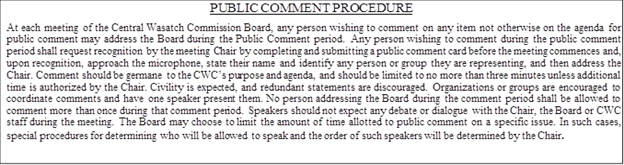 PUBLIC COMMENT PROCEDURE
At each meeting of the Central Wasatch Commission Board, any person wishing to comment on any item not otherwise on the agenda for
public comment may address the Board during the Public Comment period. Any person wishing to comment during the public comment
period shall request recognition by the meeting Chair by completing and submitting a public comment card before the meeting commences and,
upon recognition, approach the microphone, state their name and identify any person or group they are representing, and then address the
Chair. Comment should be germane to the CWC's purpose and agenda, and should be limited to no more than three minutes unless additional
time is authorized by the Chair. Civility is expected, and redundant statements are discouraged. Organizations or groups are encouraged to
coordinate comments and have one speaker present them. No person addressing the Board during the comment period shall be allowed to
comment more than once during that comment period. Speakers should not expect any debate or dialogue with the Chair, the Board or CWC
staff during the meeting. The Board may choose to limit the amount of time allotted to public comment on a specific issue. In such cases,
special procedures for determining who will be allowed to speak and the order of such speakers will be determined by the Chair.